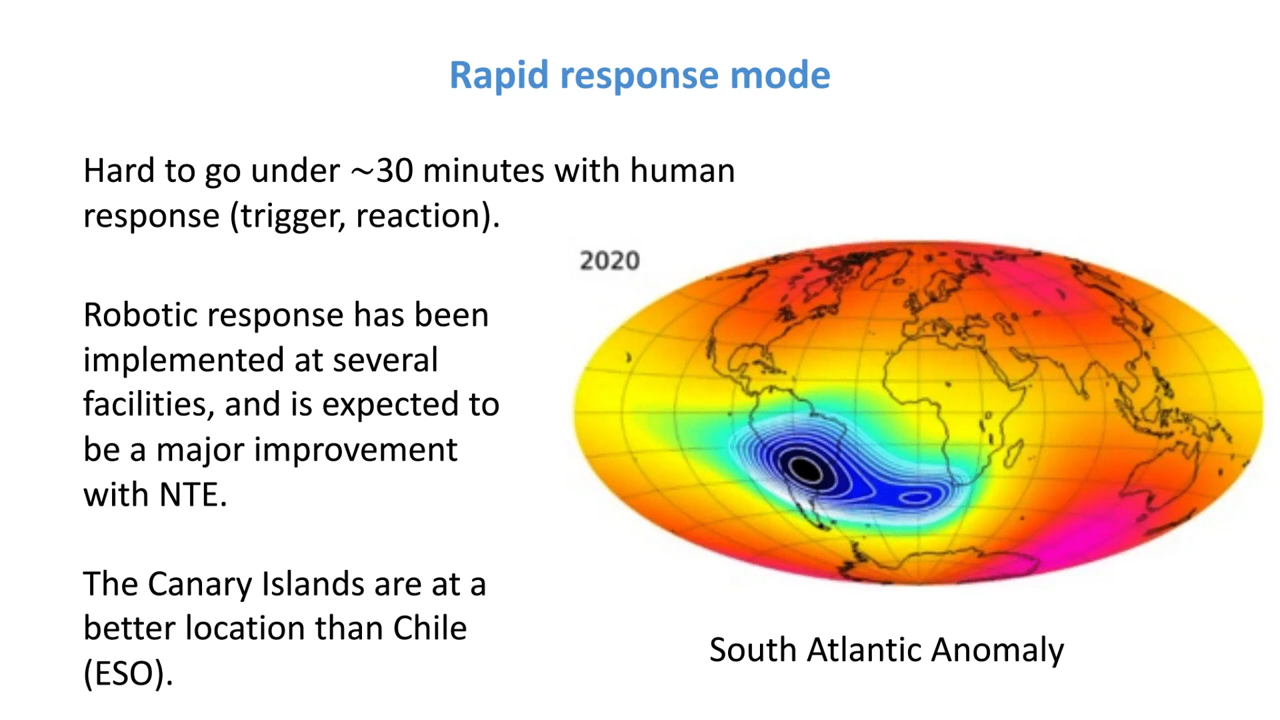 Rapid response mode
Hard to go under ~30 minutes with human
response (trigger, reaction).
2020
Robotic response has been
implemented at several
facilities, and is expected to
be a major improvement
with NTE.
The Canary Islands are at a
better location than Chile
(ESO).
South Atlantic Anomaly